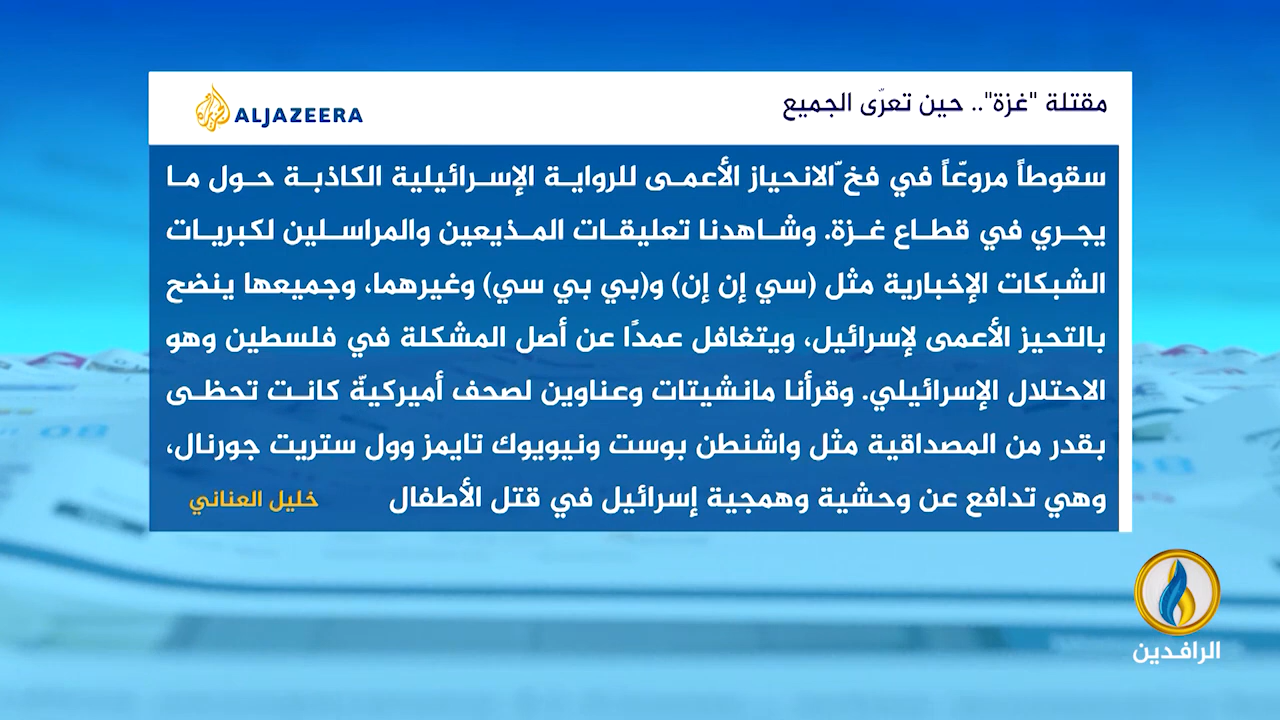 مقتلة "غزة".. حين تعرّى الجميع
ALJAZEERA
سقوطاً مروعّاً في فخّ الانحياز الأعمى للرواية الإسرائيلية الكاذبة حول ما
يجري في قطاع غزة. وشاهدنا تعليقات المذيعين والمراسلين لكبريات
الشبكات الإخبارية مثل (سي إن إن) و(بي بي سي) وغيرهما، وجميعها ينضح
بالتحيز الأعمى لإسرائيل، ويتغافل عمدًا عن أصل المشكلة في فلسطين وهو
الاحتلال الإسرائيلي. وقرأنا مانشيتات وعناوين لصحف أميركيّة كانت تحظى
بقدر من المصداقية مثل واشنطن بوست ونيويوك تايمز وول ستريت جورنال،
وهي تدافع عن وحشية وهمجية إسرائيل في قتل الأطفال
خليل العناني
الرافدين